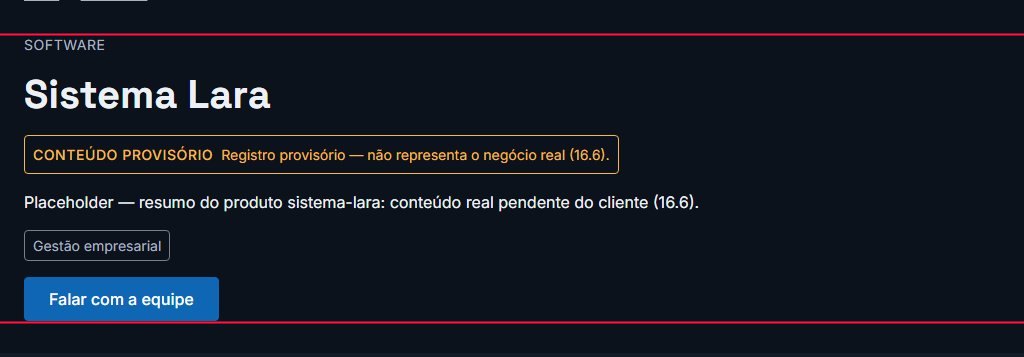 SOFTWARE
Sistema Lara
CONTEÚDO PROVISÓRIO Registro provisório — não representa o negócio real (16.6).
Placeholder — resumo do produto sistema-lara: conteúdo real pendente do cliente (16.6).
Gestão empresarial
Falar com a equipe